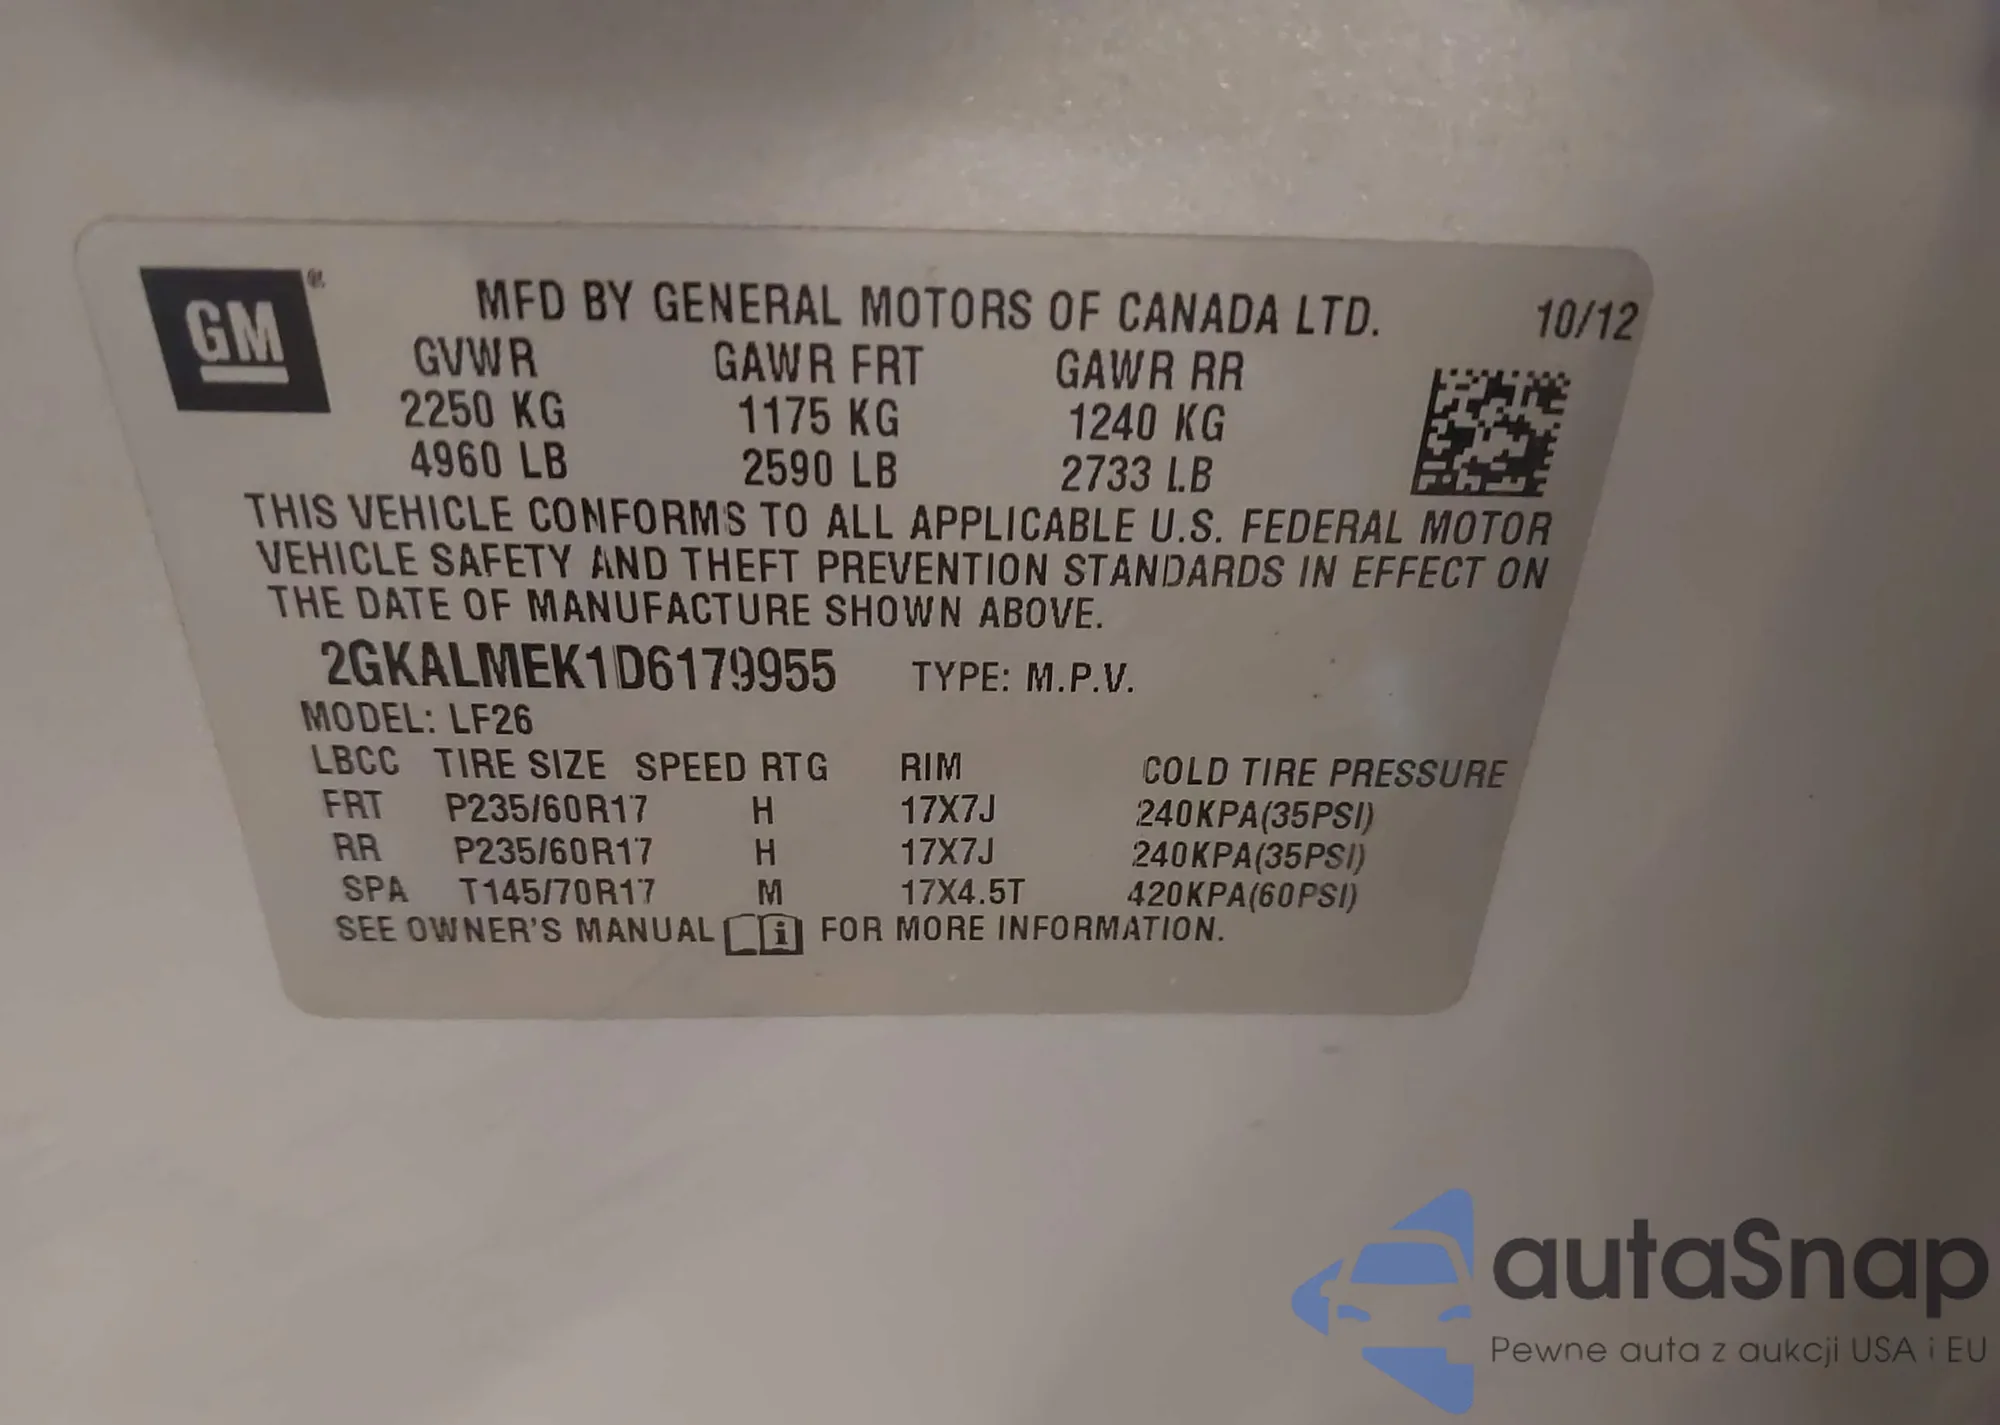 GM®
MFD BY GENERAL MOTORS OF CANADA LTD. 10/12
GVWR GAWR FRT GAWR RR
2250 KG 1175 KG 1240 KG
4960 LB 2590 LB 2733 LB
THIS VEHICLE CONFORMS TO ALL APPLICABLE U.S. FEDERAL MOTOR
VEHICLE SAFETY AND THEFT PREVENTION STANDARDS IN EFFECT ON
THE DATE OF MANUFACTURE SHOWN ABOVE.
2GKALMEK1D6179955 TYPE: M.P.V.
MODEL: LF26
LBCC TIRE SIZE SPEED RTG RIM COLD TIRE PRESSURE
FRT P235/60R17 H 17X7J 240KPA(35PSI)
RR P235/60R17 H 17X7J 240KPA(35PSI)
SPA T145/70R17 M 17X4.5T 420KPA(60PSI)
SEE OWNER'S MANUAL i FOR MORE INFORMATION.
autaSnap
Pewne auta z aukcji USA i EU